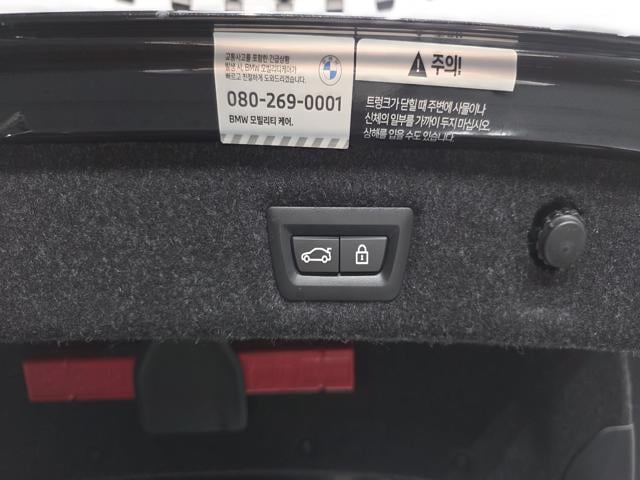 교통사고를 포함한 긴급상황
발생 시, BMW 모빌리티케어가
빠르고 친절하게 도와드리겠습니다.
080-269-0001
BMW 모빌리티 케어.
주의!
트렁크가 닫힐 때 주변에 사물이나
신체의 일부를 가까이 두지 마십시오.
상해를 입을 수도 있습니다.